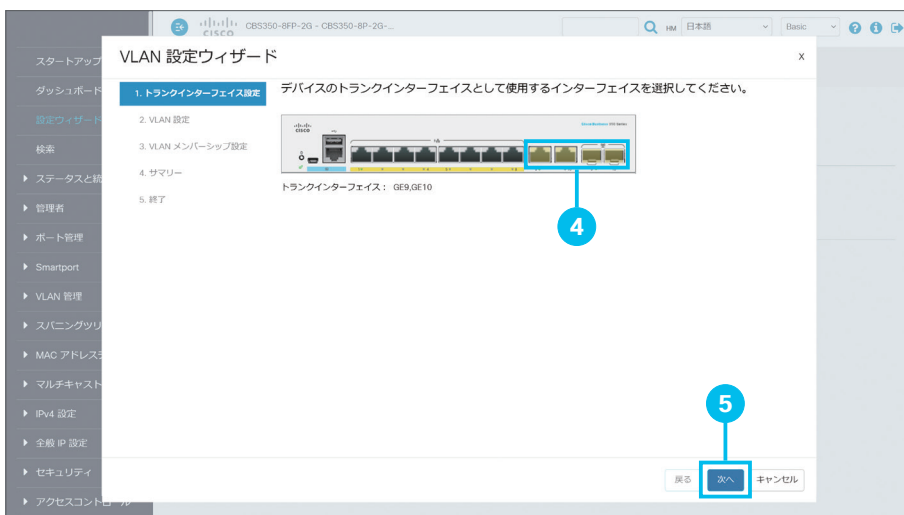 CISCO
CBS350-8FP-2G - CBS350-8P-2G-...
HM
日本語
Basic
スタートアップ
ダッシュボード
設定ウィザード
検索
ステータスと統
管理者
ポート管理
Smartport
VLAN 管理
スパニングツリ
MAC アドレス
マルチキャスト
IPv4 設定
全般 IP 設定
セキュリティ
アクセスコントロール
VLAN 設定ウィザード
x
1. トランクインターフェイス設定
2. VLAN 設定
3. VLAN メンバーシップ設定
4. サマリー
5. 終了
デバイスのトランクインターフェイスとして使用するインターフェイスを選択してください。
CISCO
トランクインターフェイス： GE9,GE10
4
5
戻る
次へ
キャンセル